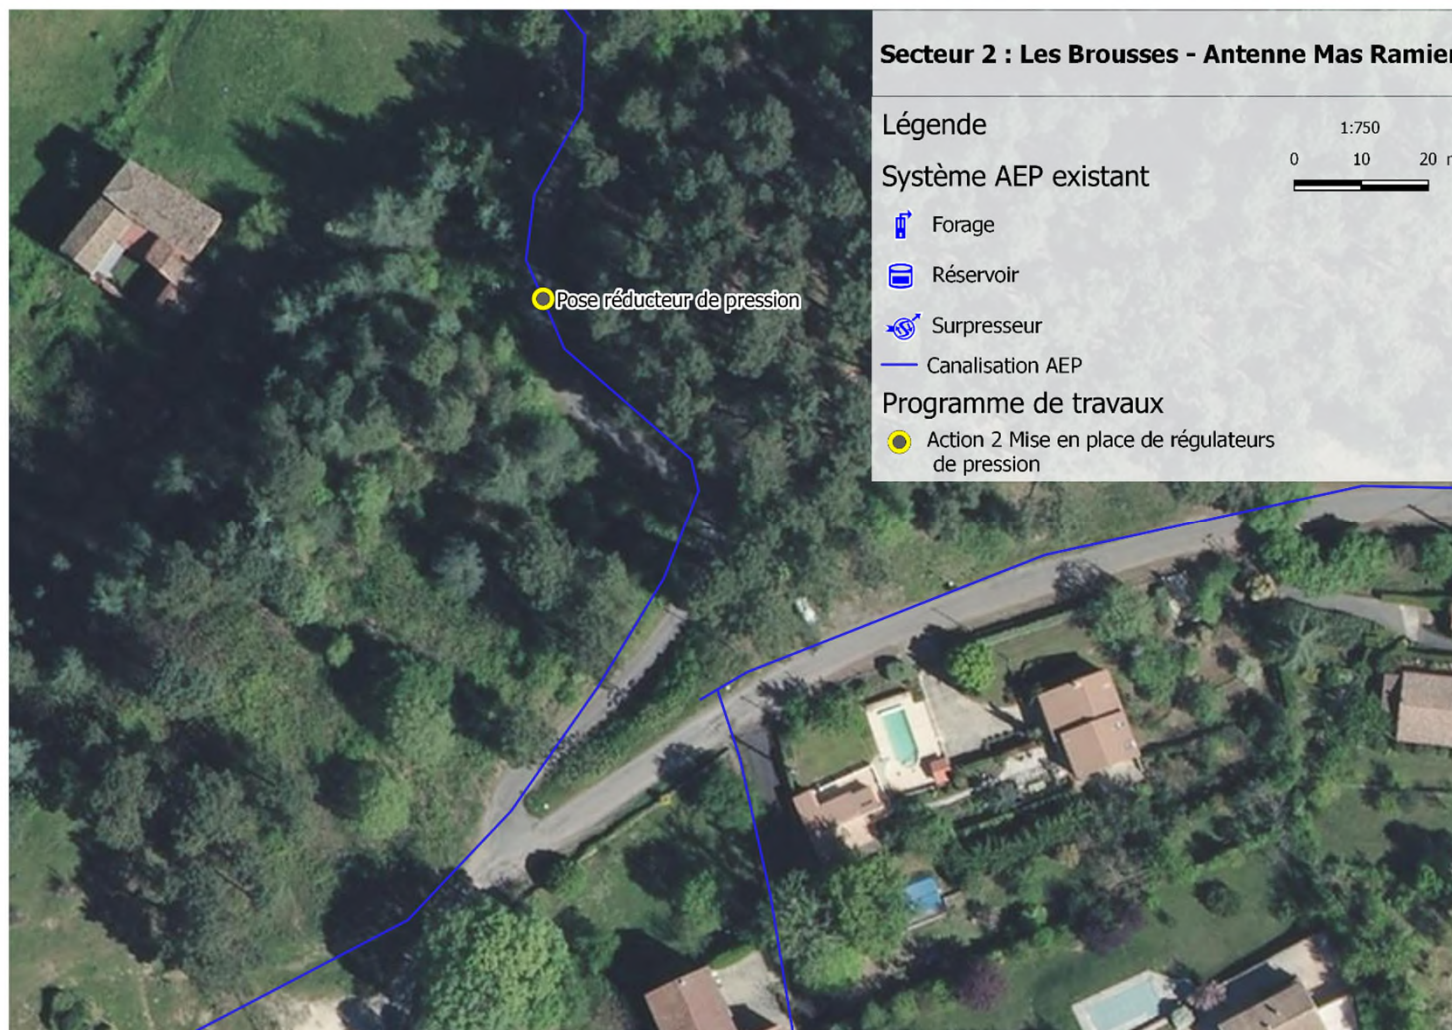 Secteur 2 : Les Brousses - Antenne Mas Ramier
Légende
1:750
0 10 20 m
Système AEP existant
Forage
Réservoir
Surpresseur
Canalisation AEP
Programme de travaux
Action 2 Mise en place de régulateurs
de pression
Pose réducteur de pression